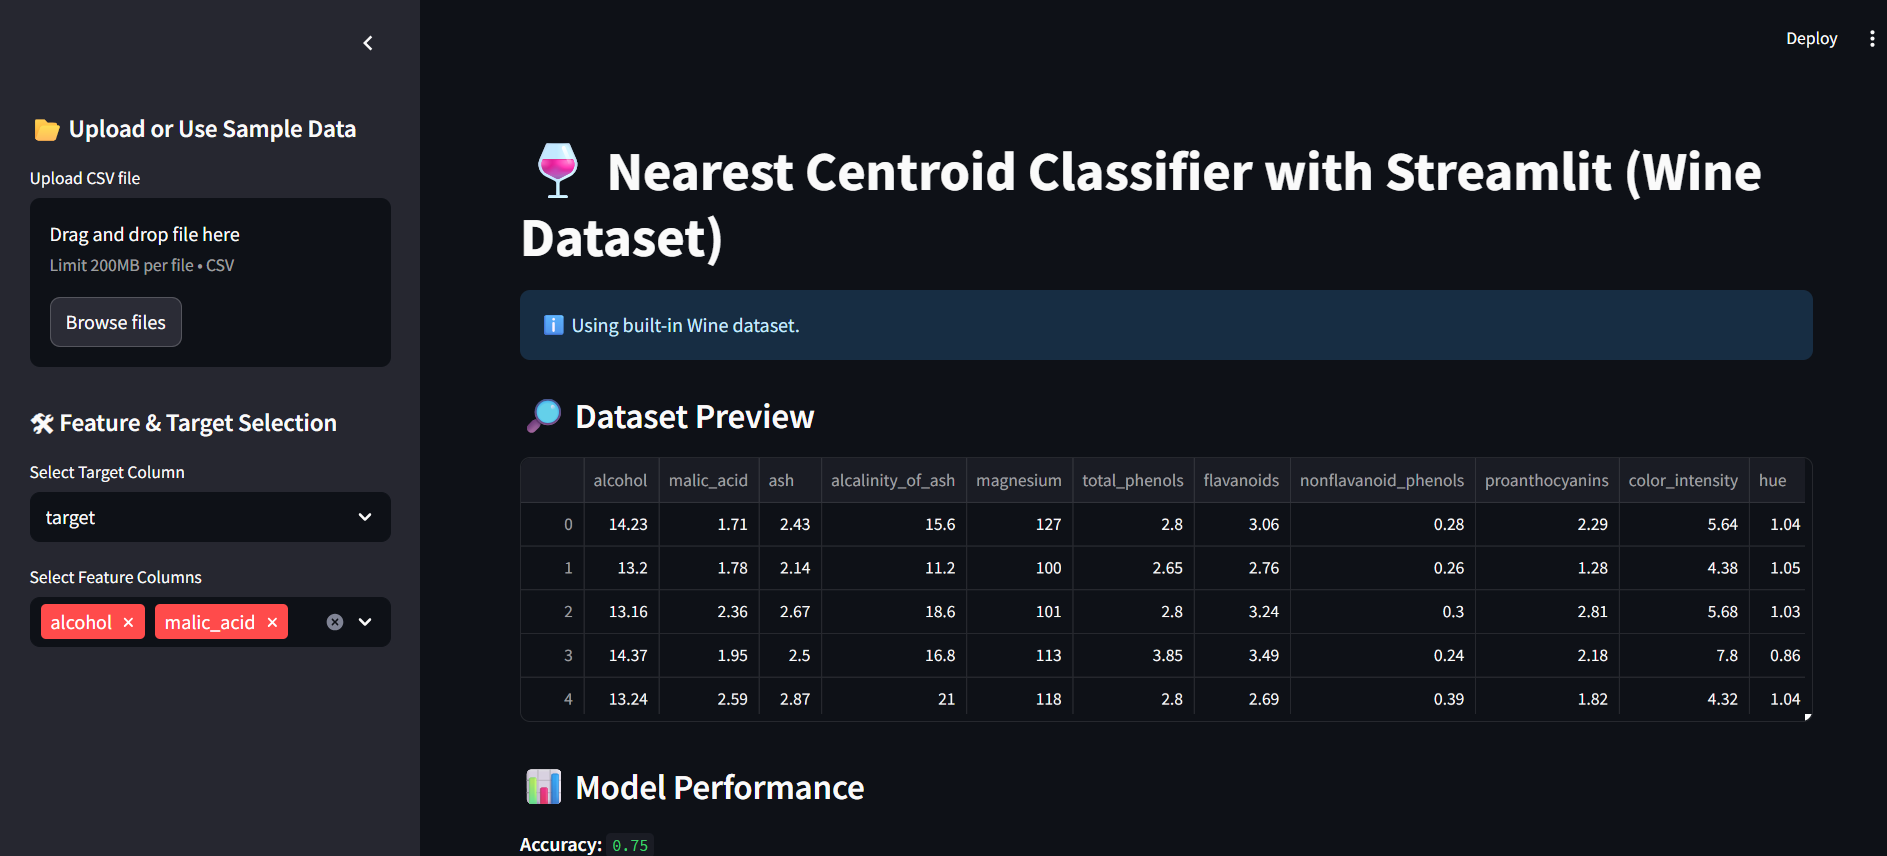 Deploy
📂 Upload or Use Sample Data
Upload CSV file
Drag and drop file here
Limit 200MB per file • CSV
Browse files
🛠 Feature & Target Selection
Select Target Column
target
Select Feature Columns
alcohol × malic_acid ×
🍷 Nearest Centroid Classifier with Streamlit (Wine
Dataset)
ℹ️ Using built-in Wine dataset.
🔎 Dataset Preview
alcohol malic_acid ash alcalinity_of_ash magnesium total_phenols flavanoids nonflavanoid_phenols proanthocyanins color_intensity hue
0 14.23 1.71 2.43 15.6 127 2.8 3.06 0.28 2.29 5.64 1.04
1 13.2 1.78 2.14 11.2 100 2.65 2.76 0.26 1.28 4.38 1.05
2 13.16 2.36 2.67 18.6 101 2.8 3.24 0.3 2.81 5.68 1.03
3 14.37 1.95 2.5 16.8 113 3.85 3.49 0.24 2.18 7.8 0.86
4 13.24 2.59 2.87 21 118 2.8 2.69 0.39 1.82 4.32 1.04
📊 Model Performance
Accuracy: 0.75